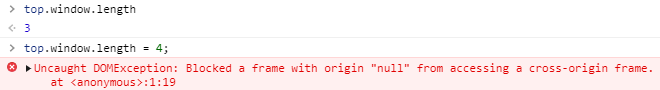 top.window.length
3
top.window.length = 4;
Uncaught DOMException: Blocked a frame with origin "null" from accessing a cross-origin frame.
at <anonymous>:1:19